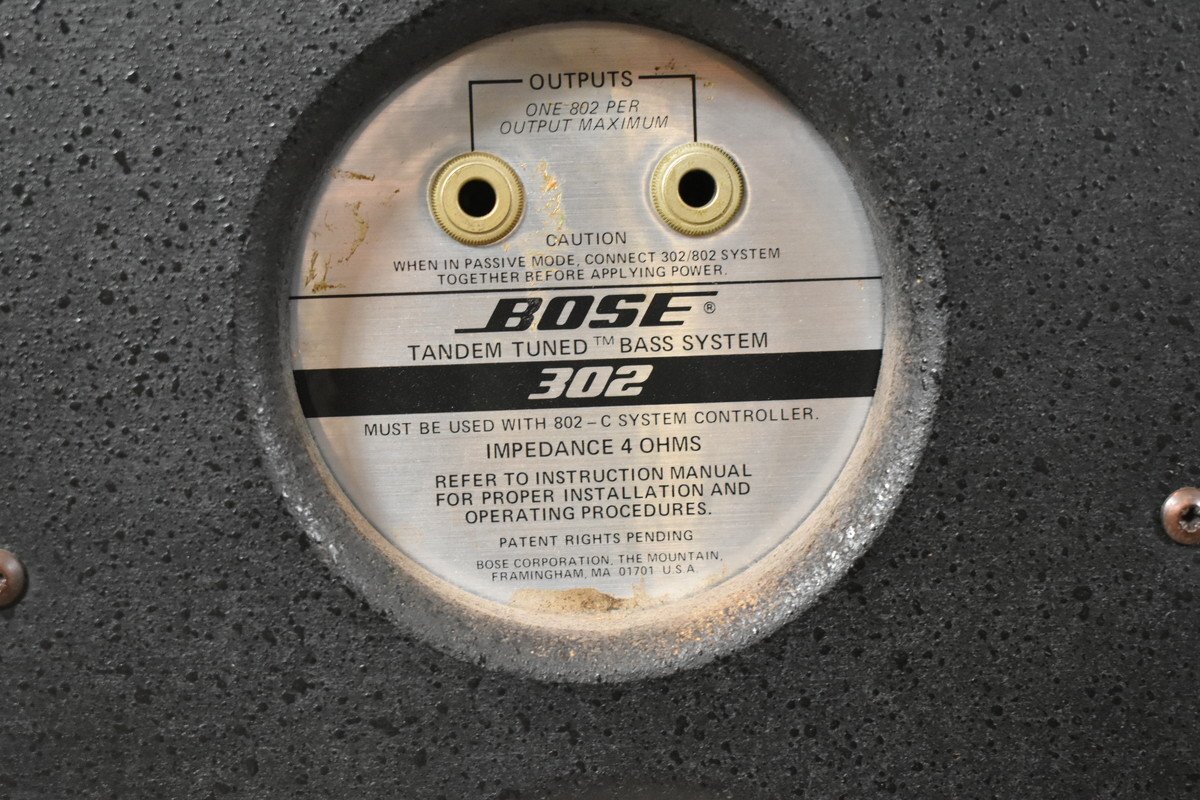 OUTPUTS
ONE 802 PER
OUTPUT MAXIMUM
CAUTION
WHEN IN PASSIVE MODE, CONNECT 302/802 SYSTEM
TOGETHER BEFORE APPLYING POWER.
BOSE®
TANDEM TUNED™ BASS SYSTEM
302
MUST BE USED WITH 802–C SYSTEM CONTROLLER.
IMPEDANCE 4 OHMS
REFER TO INSTRUCTION MANUAL
FOR PROPER INSTALLATION AND
OPERATING PROCEDURES.
PATENT RIGHTS PENDING
BOSE CORPORATION, THE MOUNTAIN,
FRAMINGHAM, MA 01701 U.S.A.